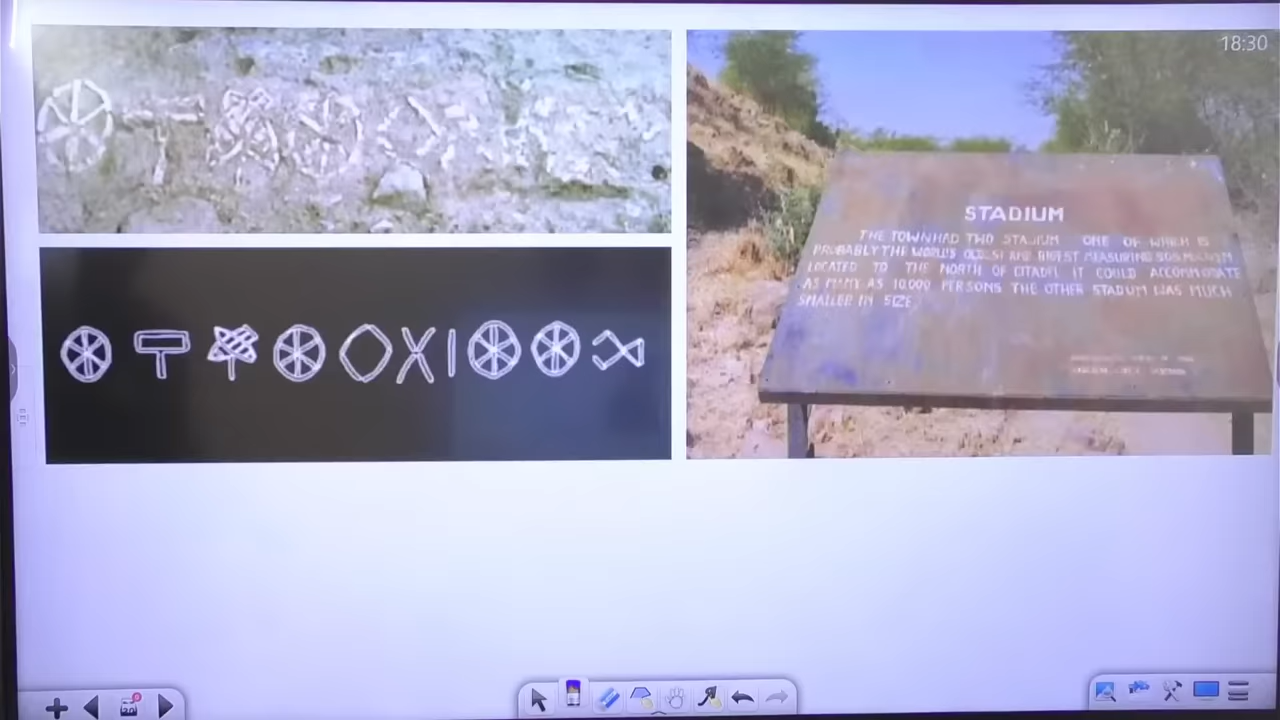 18:30
STADIUM
THE TOWN HAD TWO STADIUM ONE OF WHICH IS
PROBABLY THE WORLD'S OLDEST AND BIGEST MEASURING
LOCATED TO THE NORTH OF CITADEL IT COULD ACCOMMODATE
AS MANY AS 10,000 PERSONS THE OTHER STADIUM WAS MUCH
SMALLER IN SIZE